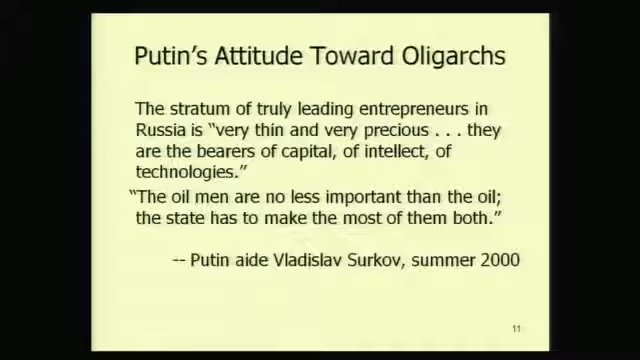 Putin's Attitude Toward Oligarchs
The stratum of truly leading entrepreneurs in
Russia is "very thin and very precious . . . they
are the bearers of capital, of intellect, of
technologies."
"The oil men are no less important than the oil;
the state has to make the most of them both."
-- Putin aide Vladislav Surkov, summer 2000
11